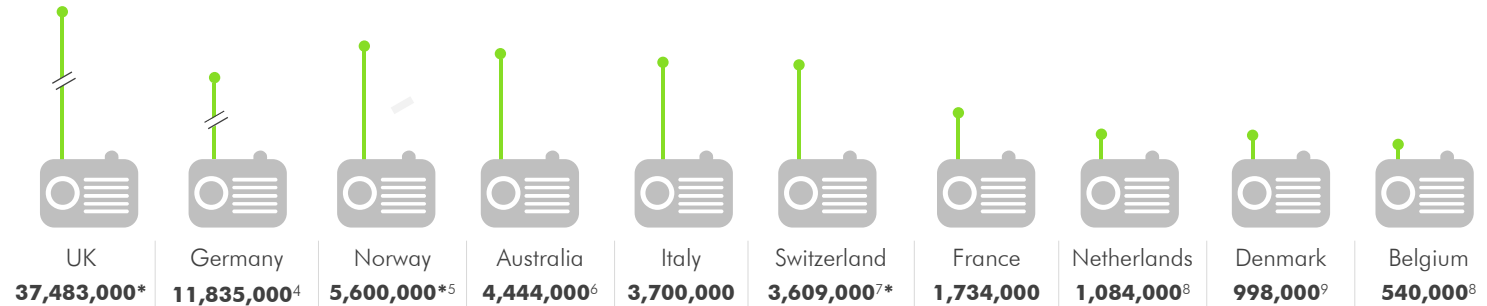 UK Germany Norway Australia Italy Switzerland France Netherlands Denmark Belgium
37,483,000* 11,835,000⁴ 5,600,000*⁵ 4,444,000⁶ 3,700,000 3,609,000⁷* 1,734,000 1,084,000⁸ 998,000⁹ 540,000⁸